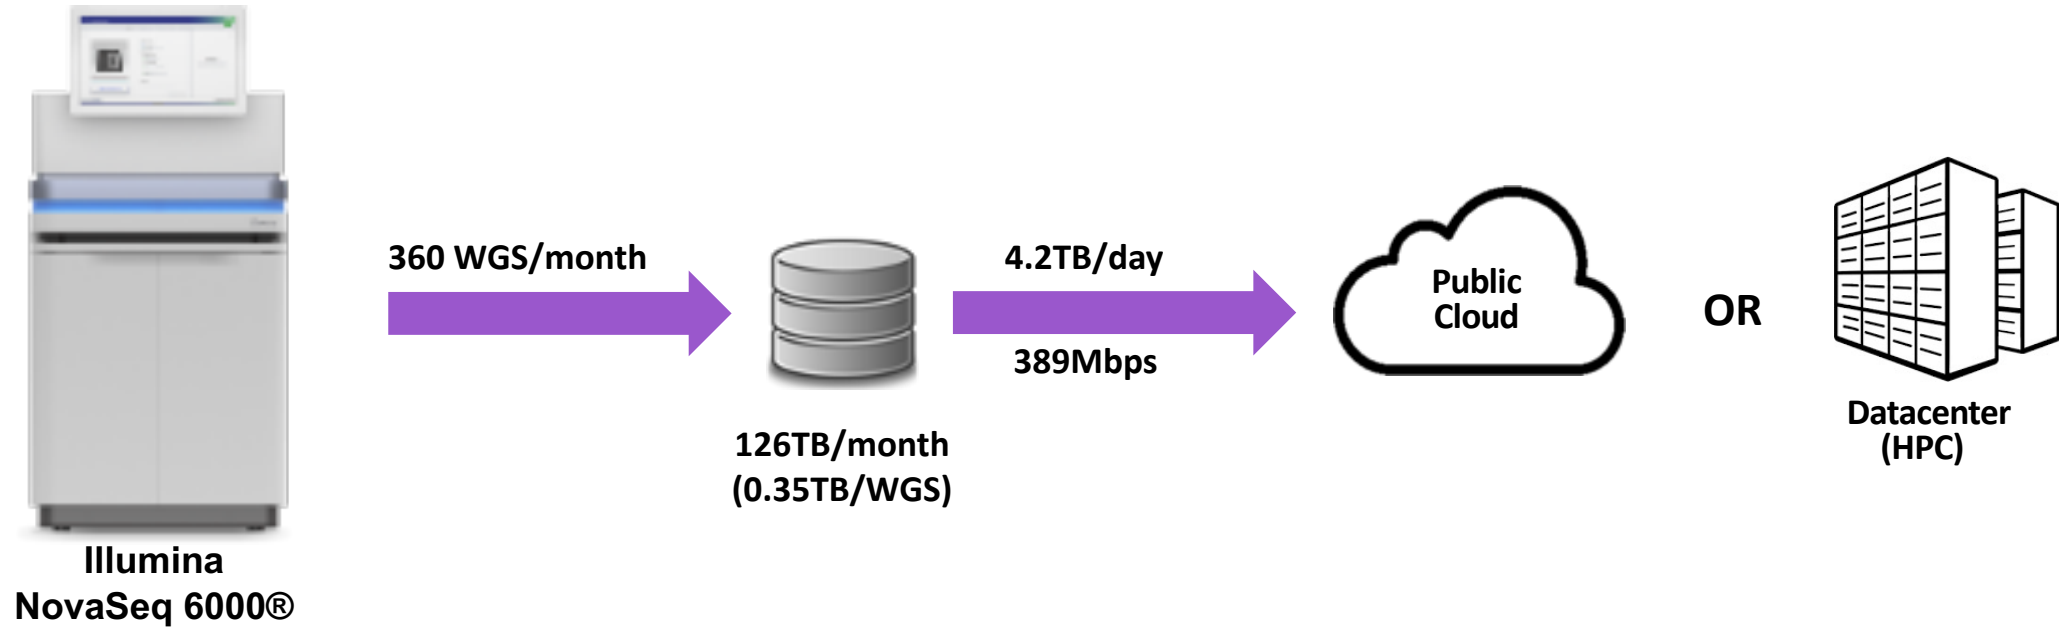 360 WGS/month
4.2TB/day
389Mbps
Public
Cloud
OR
126TB/month
(0.35TB/WGS)
Datacenter
(HPC)
Illumina
NovaSeq 6000®